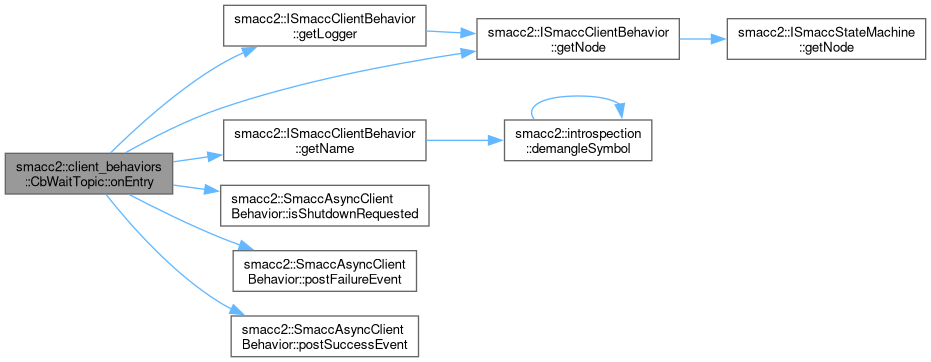 smacc2::client_behaviors
::CbWaitTopic::onEntry
smacc2::ISmaccClientBehavior
::getLogger
smacc2::ISmaccClientBehavior
::getNode
smacc2::ISmaccStateMachine
::getNode
smacc2::ISmaccClientBehavior
::getName
smacc2::introspection
::demangleSymbol
smacc2::SmaccAsyncClient
Behavior::isShutdownRequested
smacc2::SmaccAsyncClient
Behavior::postFailureEvent
smacc2::SmaccAsyncClient
Behavior::postSuccessEvent